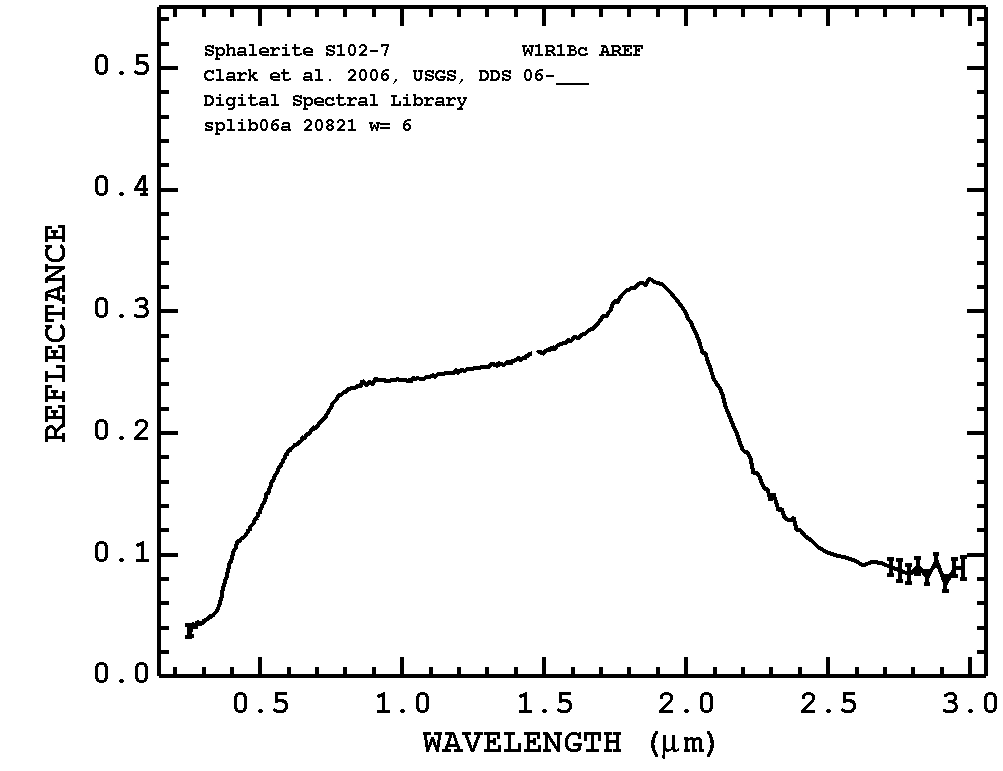 Sphalerite S102-7 W1R1Bc AREF
Clark et al. 2006, USGS, DDS 06-___
Digital Spectral Library
splib06a 20821 w= 6
0.5
0.4
0.3
0.2
0.1
0.0
REFLECTANCE
0.5 1.0 1.5 2.0 2.5 3.0
WAVELENGTH (μm)